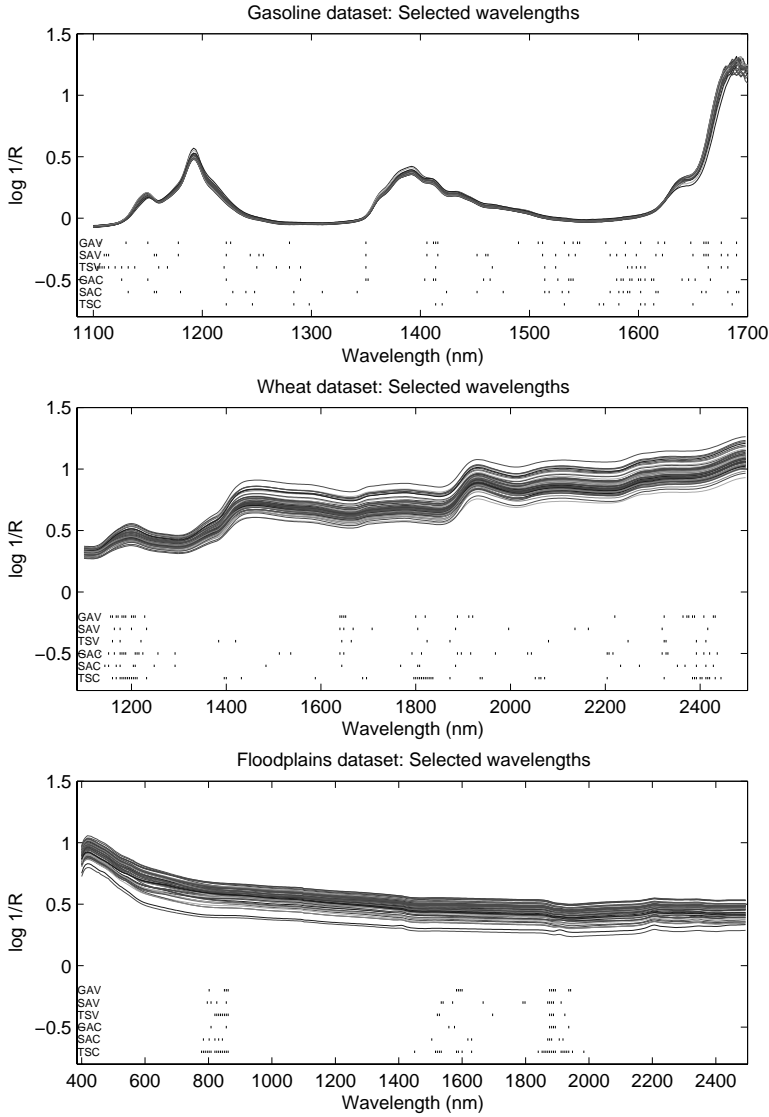 Gasoline dataset: Selected wavelengths
1.5
1
0.5
0
−0.5
log 1/R
GAV
SAV
TSV
GAC
SAC
TSC
1100 1200 1300 1400 1500 1600 1700
Wavelength (nm)
Wheat dataset: Selected wavelengths
1.5
1
0.5
0
−0.5
log 1/R
GAV
SAV
TSV
GAC
SAC
TSC
1200 1400 1600 1800 2000 2200 2400
Wavelength (nm)
Floodplains dataset: Selected wavelengths
1.5
1
0.5
0
−0.5
log 1/R
GAV
SAV
TSV
GAC
SAC
TSC
400 600 800 1000 1200 1400 1600 1800 2000 2200 2400
Wavelength (nm)